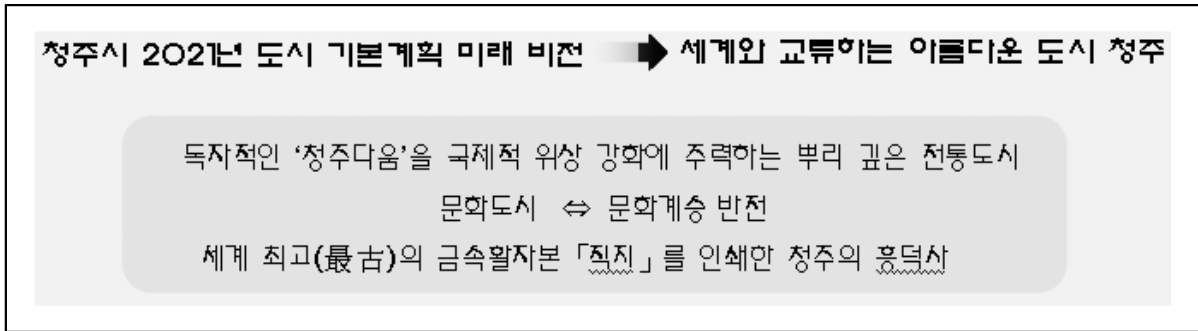 청주시 2021년 도시 기본계획 미래 비전 ➡ 세계와 교류하는 아름다운 도시 청주
독자적인 ‘청주다움’을 국제적 위상 강화에 주력하는 뿌리 깊은 전통도시
문화도시 ⇔ 문화계승 반전
세계 최고(最古)의 금속활자본「직지」를 인쇄한 청주의 흥덕사